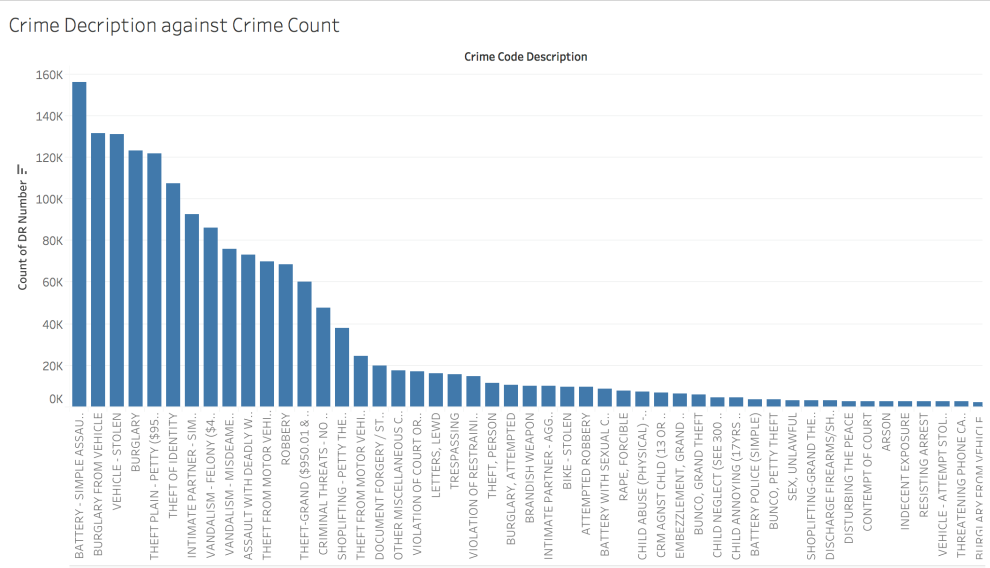 Crime Decription against Crime Count
Crime Code Description
160K
140K
120K
100K
80K
60K
40K
20K
0K
Count of DR Number
BATTERY - SIMPLE ASSAU..
BURGLARY FROM VEHICLE
VEHICLE - STOLEN
BURGLARY
THEFT PLAIN - PETTY ($95..
THEFT OF IDENTITY
INTIMATE PARTNER - SIM..
VANDALISM - FELONY ($4..
VANDALISM - MISDEAME..
ASSAULT WITH DEADLY W..
THEFT FROM MOTOR VEHI..
ROBBERY
THEFT-GRAND ($950.01 & ..
CRIMINAL THREATS - NO ..
SHOPLIFTING - PETTY THE..
THEFT FROM MOTOR VEHI..
DOCUMENT FORGERY / ST..
OTHER MISCELLANEOUS C..
VIOLATION OF COURT OR..
LETTERS, LEWD
TRESPASSING
VIOLATION OF RESTRAINI..
THEFT, PERSON
BURGLARY, ATTEMPTED
BRANDISH WEAPON
INTIMATE PARTNER - AGG..
BIKE - STOLEN
ATTEMPTED ROBBERY
BATTERY WITH SEXUAL C..
RAPE, FORCIBLE
CHILD ABUSE (PHYSICAL) - ..
CRM AGNST CHLD (13 OR ..
EMBEZZLEMENT, GRAND ..
BUNCO, GRAND THEFT
CHILD NEGLECT (SEE 300 ..
CHILD ANNOYING (17YRS ..
BATTERY POLICE (SIMPLE)
BUNCO, PETTY THEFT
SEX, UNLAWFUL
SHOPLIFTING-GRAND THE..
DISCHARGE FIREARMS/SH..
DISTURBING THE PEACE
CONTEMPT OF COURT
ARSON
INDECENT EXPOSURE
RESISTING ARREST
VEHICLE - ATTEMPT STOL..
THREATENING PHONE CA..
BURGLARY FROM VEHICLE